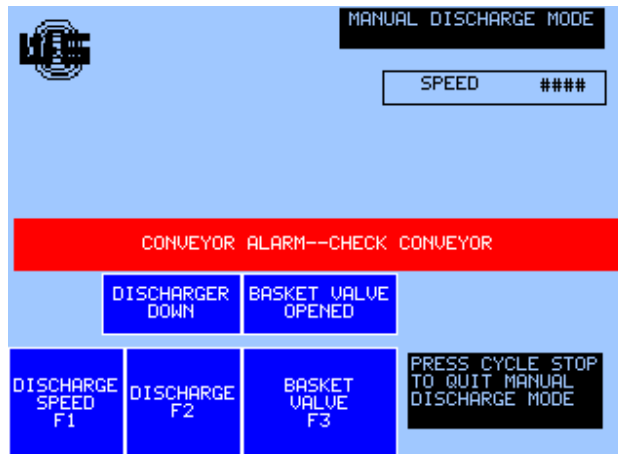 MANUAL DISCHARGE MODE
SPEED ####
CONVEYOR ALARM--CHECK CONVEYOR
DISCHARGER
DOWN
BASKET VALVE
OPENED
DISCHARGE
SPEED
F1
DISCHARGE
F2
BASKET
VALVE
F3
PRESS CYCLE STOP
TO QUIT MANUAL
DISCHARGE MODE